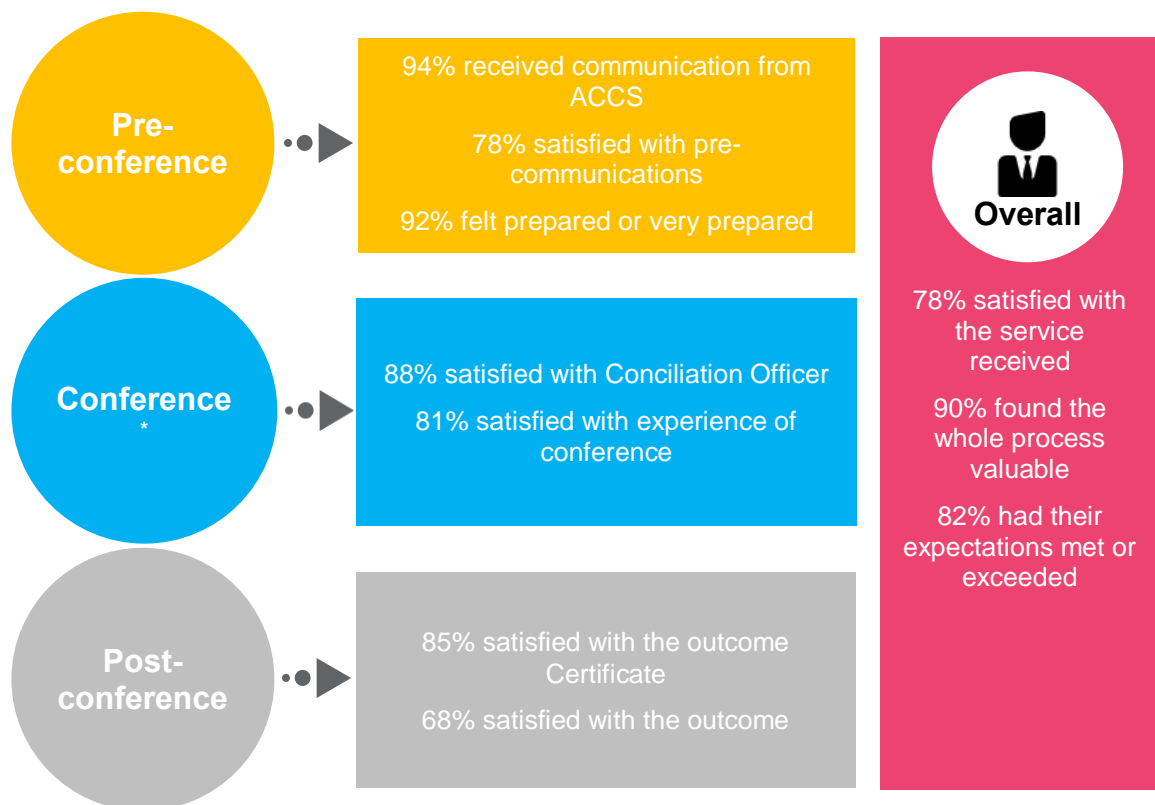 Pre-
conference
94% received communication from
ACCS
78% satisfied with pre-
communications
92% felt prepared or very prepared
Conference
*
88% satisfied with Conciliation Officer
81% satisfied with experience of
conference
Post-
conference
85% satisfied with the outcome
Certificate
68% satisfied with the outcome
Overall
78% satisfied with
the service
received
90% found the
whole process
valuable
82% had their
expectations met or
exceeded